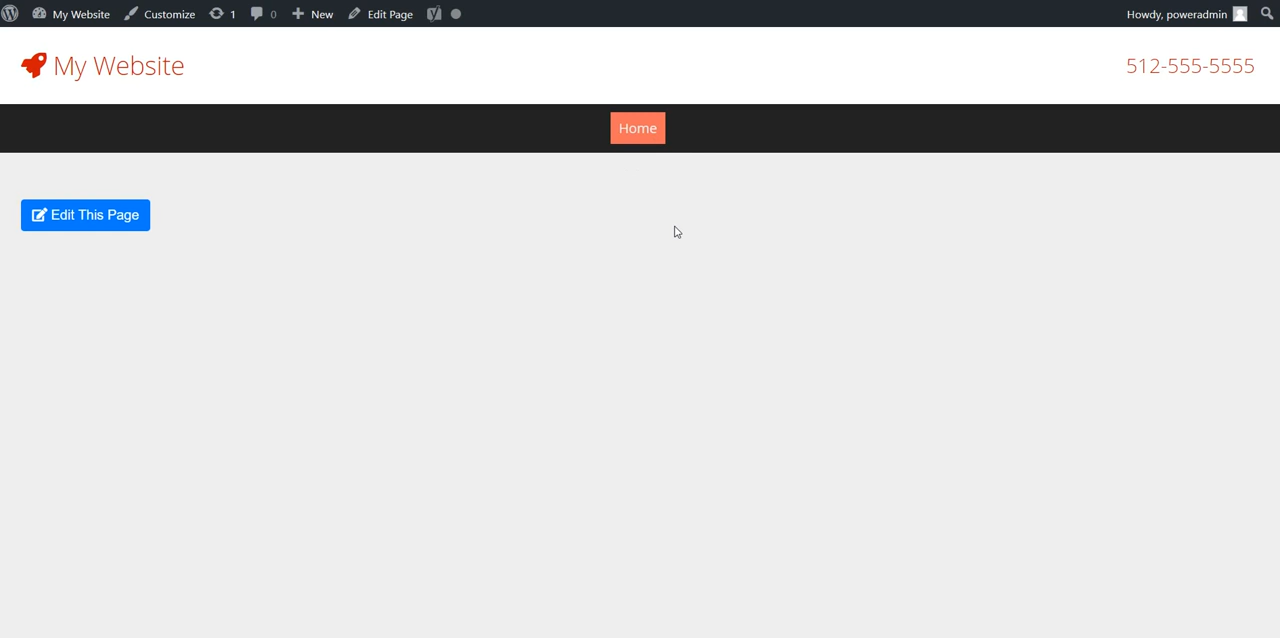 My Website Customize 1 0 New Edit Page Howdy, poweradmin
My Website 512-555-5555
Home
Edit This Page